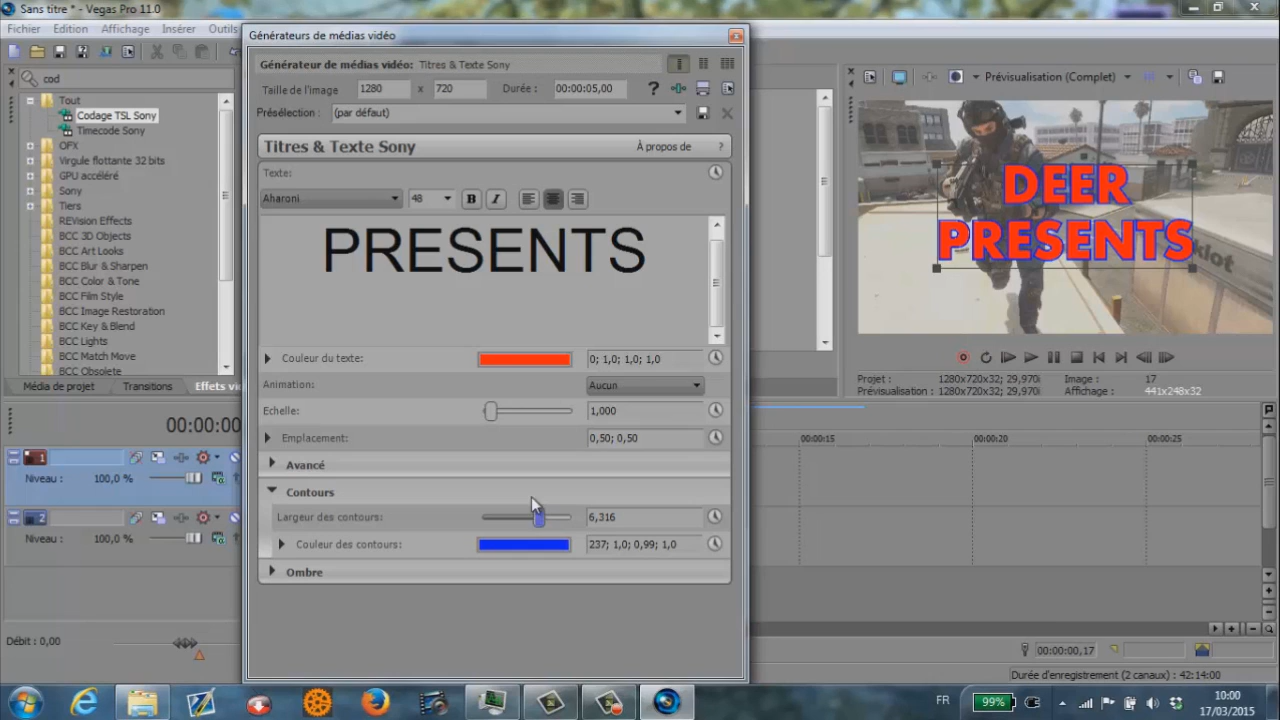 Sans titre * - Vegas Pro 11.0
Fichier Edition Affichage Insérer Outils
cod
Tout
Codage TSL Sony
Timecode Sony
OFX
Virgule flottante 32 bits
GPU accéléré
Sony
Tiers
REVision Effects
BCC 3D Objects
BCC Art Looks
BCC Blur & Sharpen
BCC Color & Tone
BCC Film Style
BCC Image Restoration
BCC Key & Blend
BCC Lights
BCC Match Move
BCC Obsolete
Média de projet Transitions Effets vi
Générateurs de médias vidéo
Générateur de médias vidéo: Titres & Texte Sony
Taille de l'image 1280 x 720 Durée : 00:00:05,00 ?
Présélection : (par défaut)
Titres & Texte Sony À propos de ?
Texte:
Aharoni 48 B I
PRESENTS
Couleur du texte: 0; 1,0; 1,0; 1,0
Animation: Aucun
Echelle: 1,000
Emplacement: 0,50; 0,50
Avancé
Contours
Largeur des contours: 6,316
Couleur des contours: 237; 1,0; 0,99; 1,0
Ombre
Prévisualisation (Complet)
DEER
PRESENTS
klot
Projet : 1280x720x32; 29,970i Image : 17
Prévisualisation : 1280x720x32; 29,970i Affichage : 441x248x32
00:00:00
00:00:15 00:00:20 00:00:25
1
Niveau : 100,0 %
2
Niveau : 100,0 %
Débit : 0,00
00:00:00,17
Durée d'enregistrement (2 canaux) : 42:14:00
FR 99% 10:00
17/03/2015